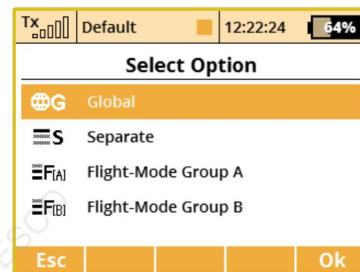 Tx Default 12:22:24 64%
Select Option
G Global
S Separate
F[A] Flight-Mode Group A
F[B] Flight-Mode Group B
Esc Ok